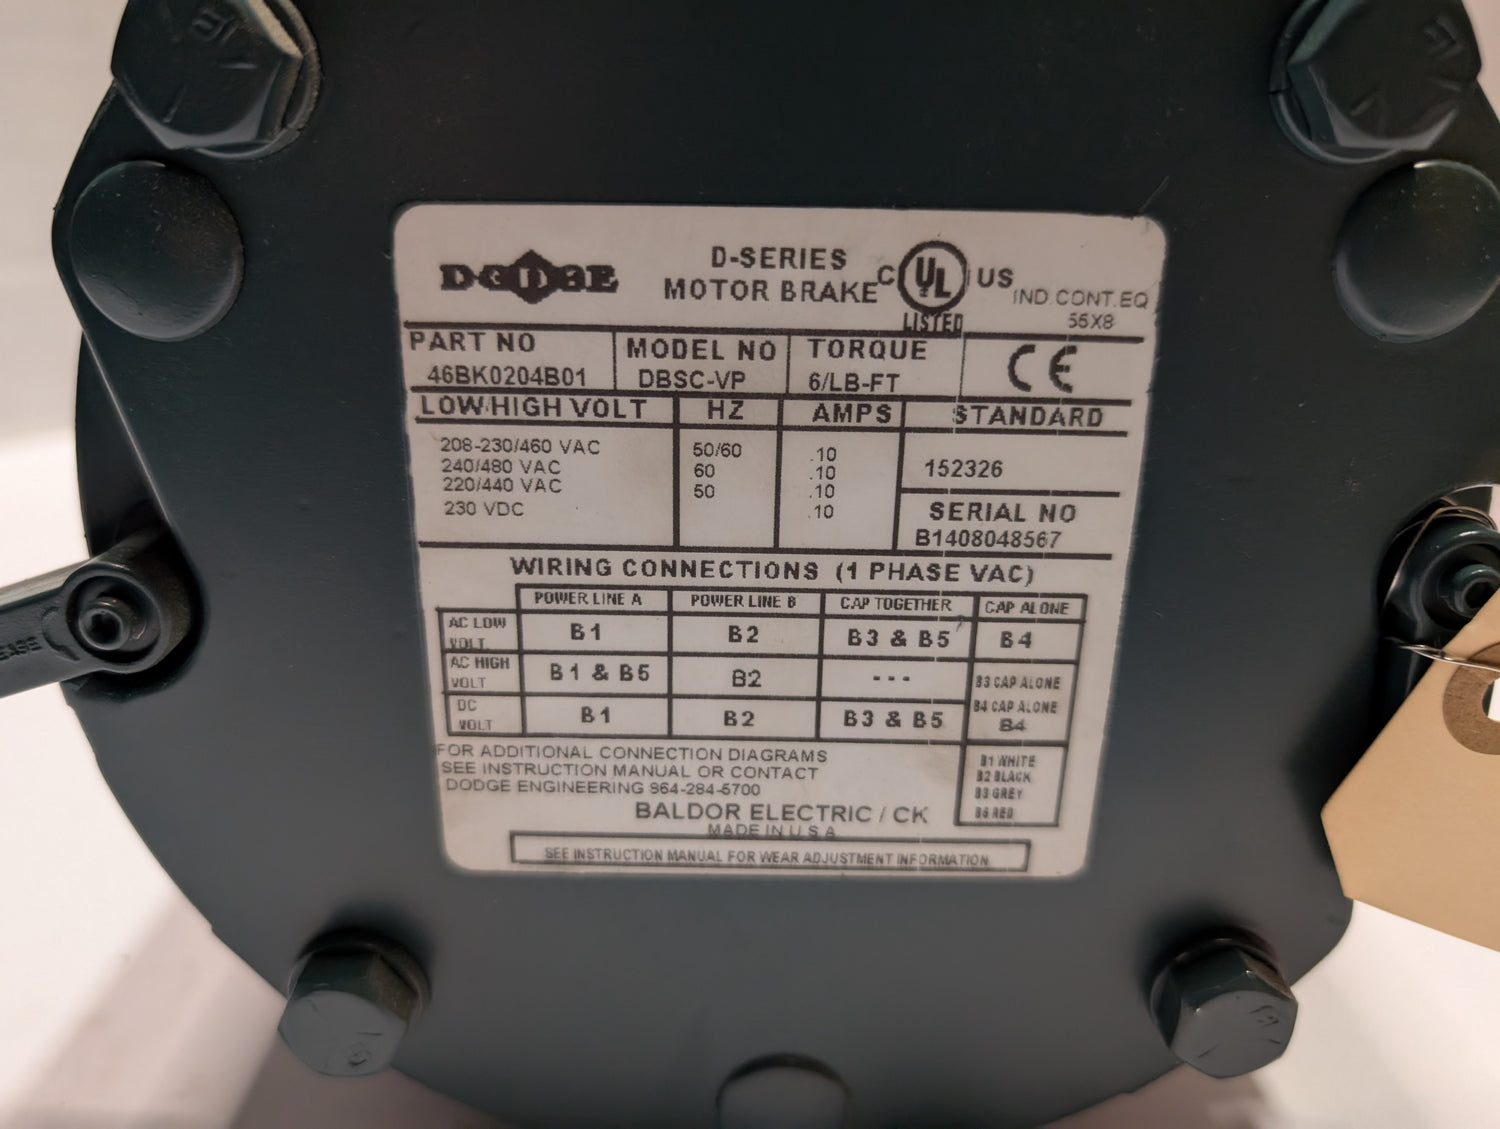 DODGE
D-SERIES
MOTOR BRAKE
C UL US
LISTED
IND.CONT.EQ
55X8
PART NO
46BK0204B01
MODEL NO
DBSC-VP
TORQUE
6/LB-FT
CE
LOW/HIGH VOLT HZ AMPS STANDARD
208-230/460 VAC 50/60 .10
240/480 VAC 60 .10
220/440 VAC 50 .10
230 VDC .10
152326
SERIAL NO
B1408048567
WIRING CONNECTIONS (1 PHASE VAC)
POWER LINE A POWER LINE B CAP TOGETHER CAP ALONE
AC LOW VOLT. B1 B2 B3 & B5 B4
AC HIGH VOLT B1 & B5 B2 --- B3 CAP ALONE
B4 CAP ALONE
DC VOLT B1 B2 B3 & B5 B4
FOR ADDITIONAL CONNECTION DIAGRAMS
SEE INSTRUCTION MANUAL OR CONTACT
DODGE ENGINEERING 864-284-5700
B1 WHITE
B2 BLACK
B3 GREY
B5 RED
BALDOR ELECTRIC / CK
MADE IN U S A
SEE INSTRUCTION MANUAL FOR WEAR ADJUSTMENT INFORMATION